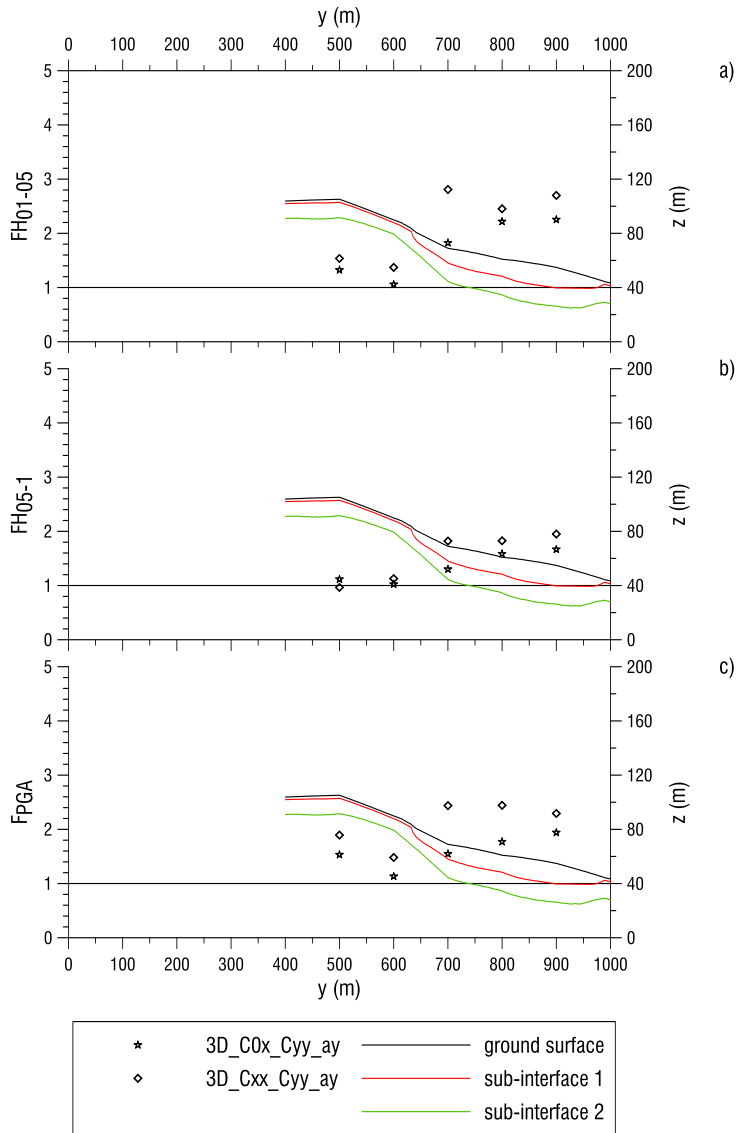 y (m)
0 100 200 300 400 500 600 700 800 900 1000
a)
5 4 3 2 1 0
FH01-05
200 160 120 80 40 0
z (m)
b)
5 4 3 2 1 0
FH05-1
200 160 120 80 40 0
z (m)
c)
5 4 3 2 1 0
FPGA
200 160 120 80 40 0
z (m)
0 100 200 300 400 500 600 700 800 900 1000
y (m)
3D_C0x_Cyy_ay ground surface
3D_Cxx_Cyy_ay sub-interface 1
sub-interface 2